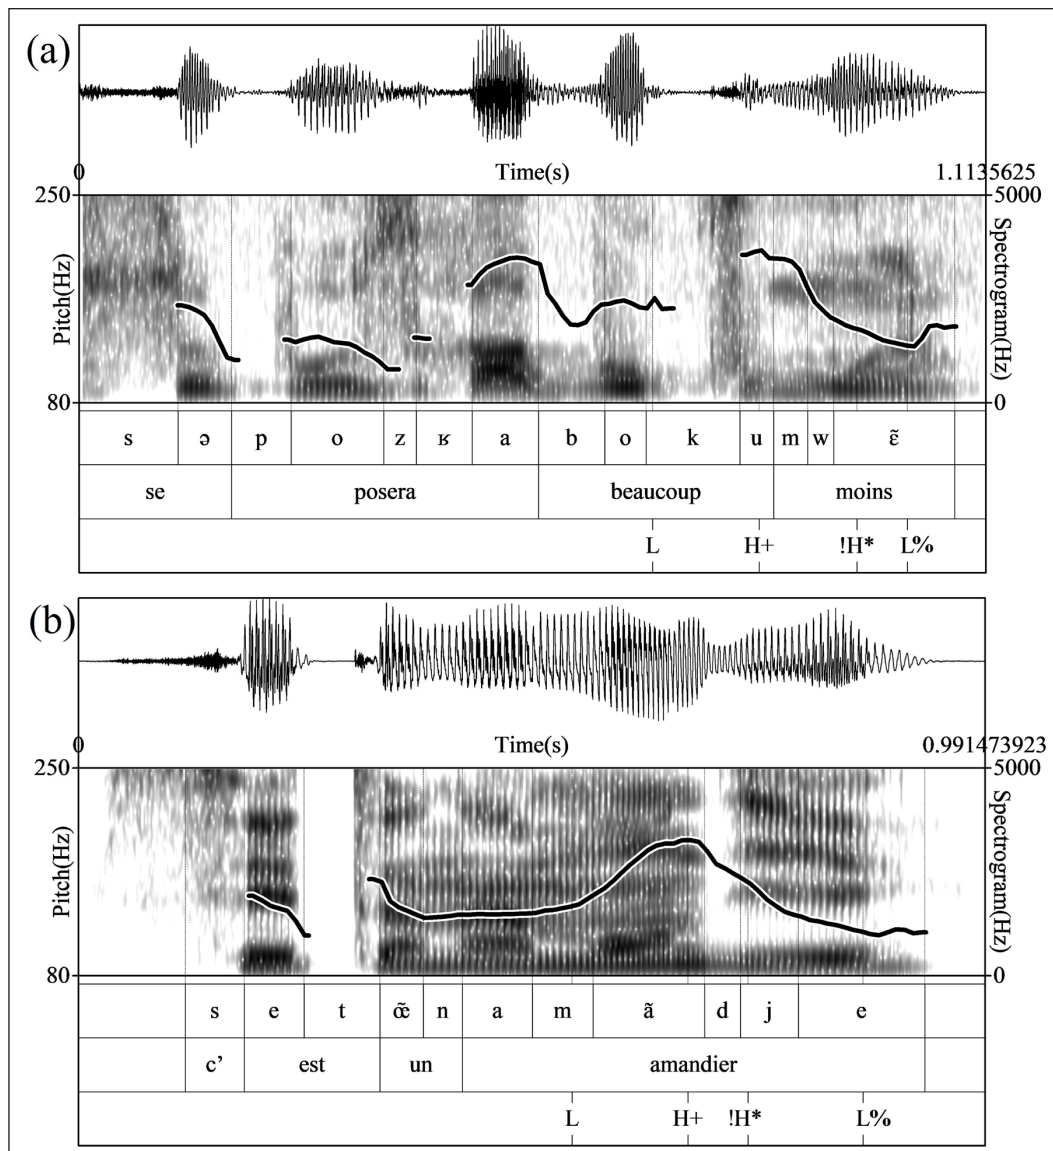 (a)
0 Time(s) 1.1135625
250 5000
Pitch(Hz) Spectrogram(Hz)
80 0
s ə p o z ʁ a b o k u m w ɛ̃
se posera beaucoup moins
L H+ !H* L%
(b)
0 Time(s) 0.991473923
250 5000
Pitch(Hz) Spectrogram(Hz)
80 0
s e t œ̃ n a m ã d j e
c’ est un amandier
L H+ !H* L%